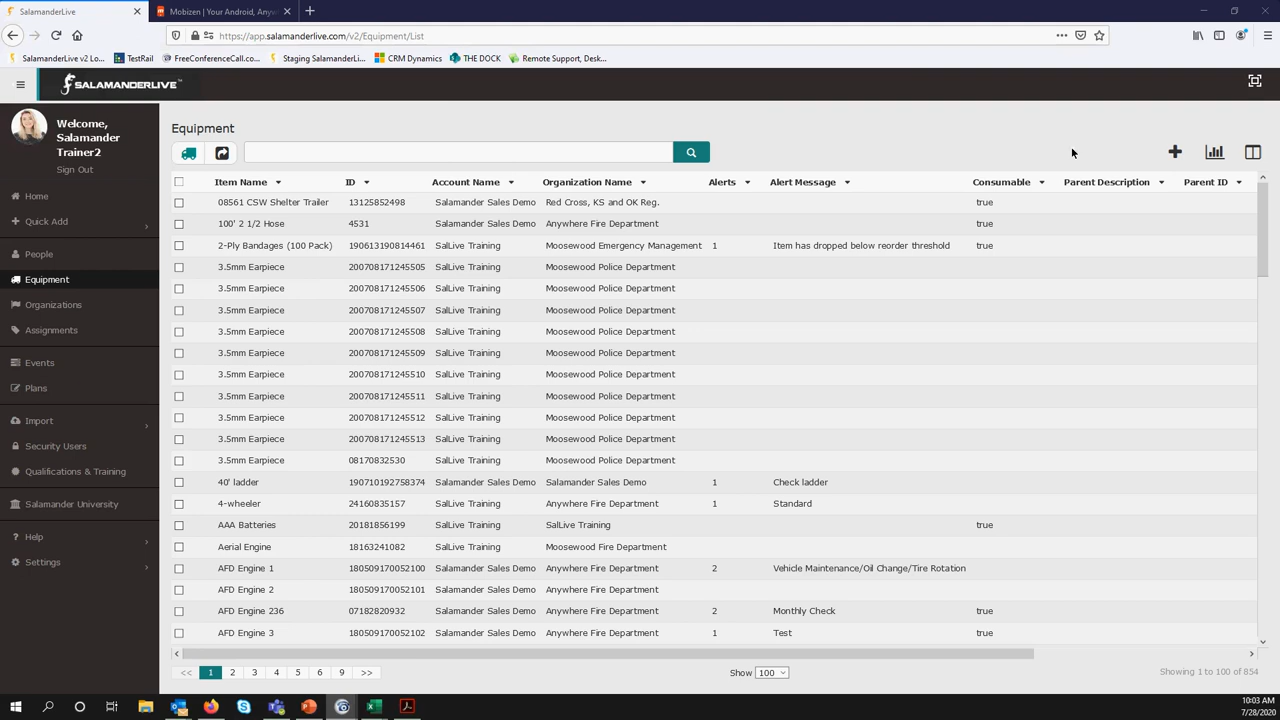 SalamanderLive
Mobizen | Your Android, Anyw
https://app.salamanderlive.com/v2/Equipment/List
SalamanderLive v2 Lo...
TestRail
FreeConferenceCall.co...
Staging SalamanderLi...
CRM Dynamics
THE DOCK
Remote Support, Desk...
SALAMANDERLIVE™
Welcome,
Salamander
Trainer2
Sign Out
Home
Quick Add
People
Equipment
Organizations
Assignments
Events
Plans
Import
Security Users
Qualifications & Training
Salamander University
Help
Settings
Equipment
Item Name ID Account Name Organization Name Alerts Alert Message Consumable Parent Description Parent ID
08561 CSW Shelter Trailer 13125852498 Salamander Sales Demo Red Cross, KS and OK Reg. true
100' 2 1/2 Hose 4531 Salamander Sales Demo Anywhere Fire Department true
2-Ply Bandages (100 Pack) 190613190814461 SalLive Training Moosewood Emergency Management 1 Item has dropped below reorder threshold true
3.5mm Earpiece 200708171245505 SalLive Training Moosewood Police Department
3.5mm Earpiece 200708171245506 SalLive Training Moosewood Police Department
3.5mm Earpiece 200708171245507 SalLive Training Moosewood Police Department
3.5mm Earpiece 200708171245508 SalLive Training Moosewood Police Department
3.5mm Earpiece 200708171245509 SalLive Training Moosewood Police Department
3.5mm Earpiece 200708171245510 SalLive Training Moosewood Police Department
3.5mm Earpiece 200708171245511 SalLive Training Moosewood Police Department
3.5mm Earpiece 200708171245512 SalLive Training Moosewood Police Department
3.5mm Earpiece 200708171245513 SalLive Training Moosewood Police Department
3.5mm Earpiece 08170832530 SalLive Training Moosewood Police Department
40' ladder 190710192758374 Salamander Sales Demo Salamander Sales Demo 1 Check ladder
4-wheeler 24160835157 SalLive Training Anywhere Fire Department 1 Standard
AAA Batteries 20181856199 SalLive Training SalLive Training true
Aerial Engine 18163241082 SalLive Training Moosewood Fire Department
AFD Engine 1 180509170052100 Salamander Sales Demo Anywhere Fire Department 2 Vehicle Maintenance/Oil Change/Tire Rotation
AFD Engine 2 180509170052101 Salamander Sales Demo Anywhere Fire Department
AFD Engine 236 07182820932 Salamander Sales Demo Anywhere Fire Department 2 Monthly Check true
AFD Engine 3 180509170052102 Salamander Sales Demo Anywhere Fire Department 1 Test true
<< 1 2 3 4 5 6 9 >>
Show 100
Showing 1 to 100 of 854
10:03 AM
7/28/2020